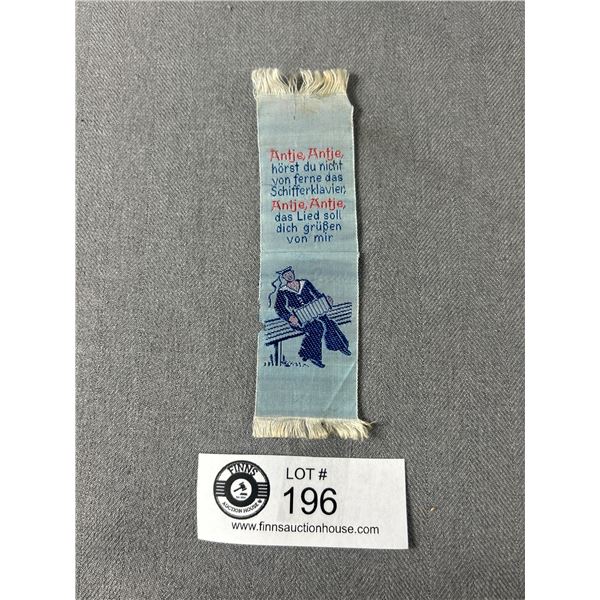 Antje, Antje,
hörst du nicht
von ferne das
Schifferklavier,
Antje, Antje,
das Lied soll
dich grüßen
von mir
FINNS
AUCTION HOUSE
LOT #
196
www.finnsauctionhouse.com